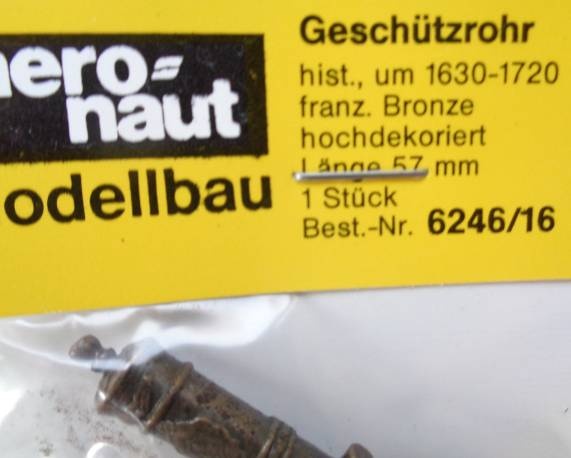 aero=
naut
odellbau
Geschützrohr
hist., um 1630-1720
franz. Bronze
hochdekoriert
Länge 57 mm
1 Stück
Best.-Nr. 6246/16